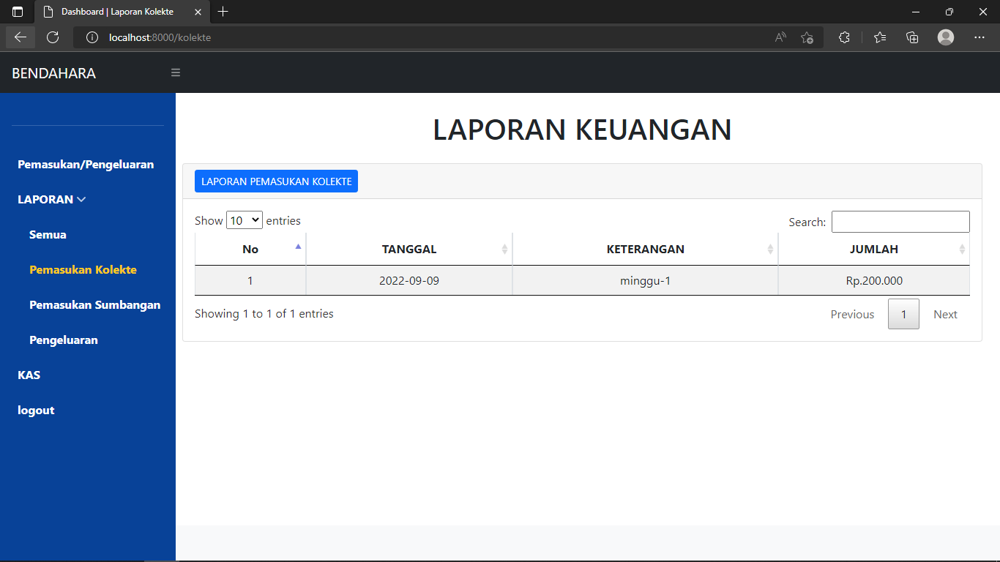 Dashboard | Laporan Kolekte
localhost:8000/kolekte
BENDAHARA
Pemasukan/Pengeluaran
LAPORAN
Semua
Pemasukan Kolekte
Pemasukan Sumbangan
Pengeluaran
KAS
logout
LAPORAN KEUANGAN
LAPORAN PEMASUKAN KOLEKTE
Show 10 entries
Search:
No TANGGAL KETERANGAN JUMLAH
1 2022-09-09 minggu-1 Rp.200.000
Showing 1 to 1 of 1 entries
Previous 1 Next